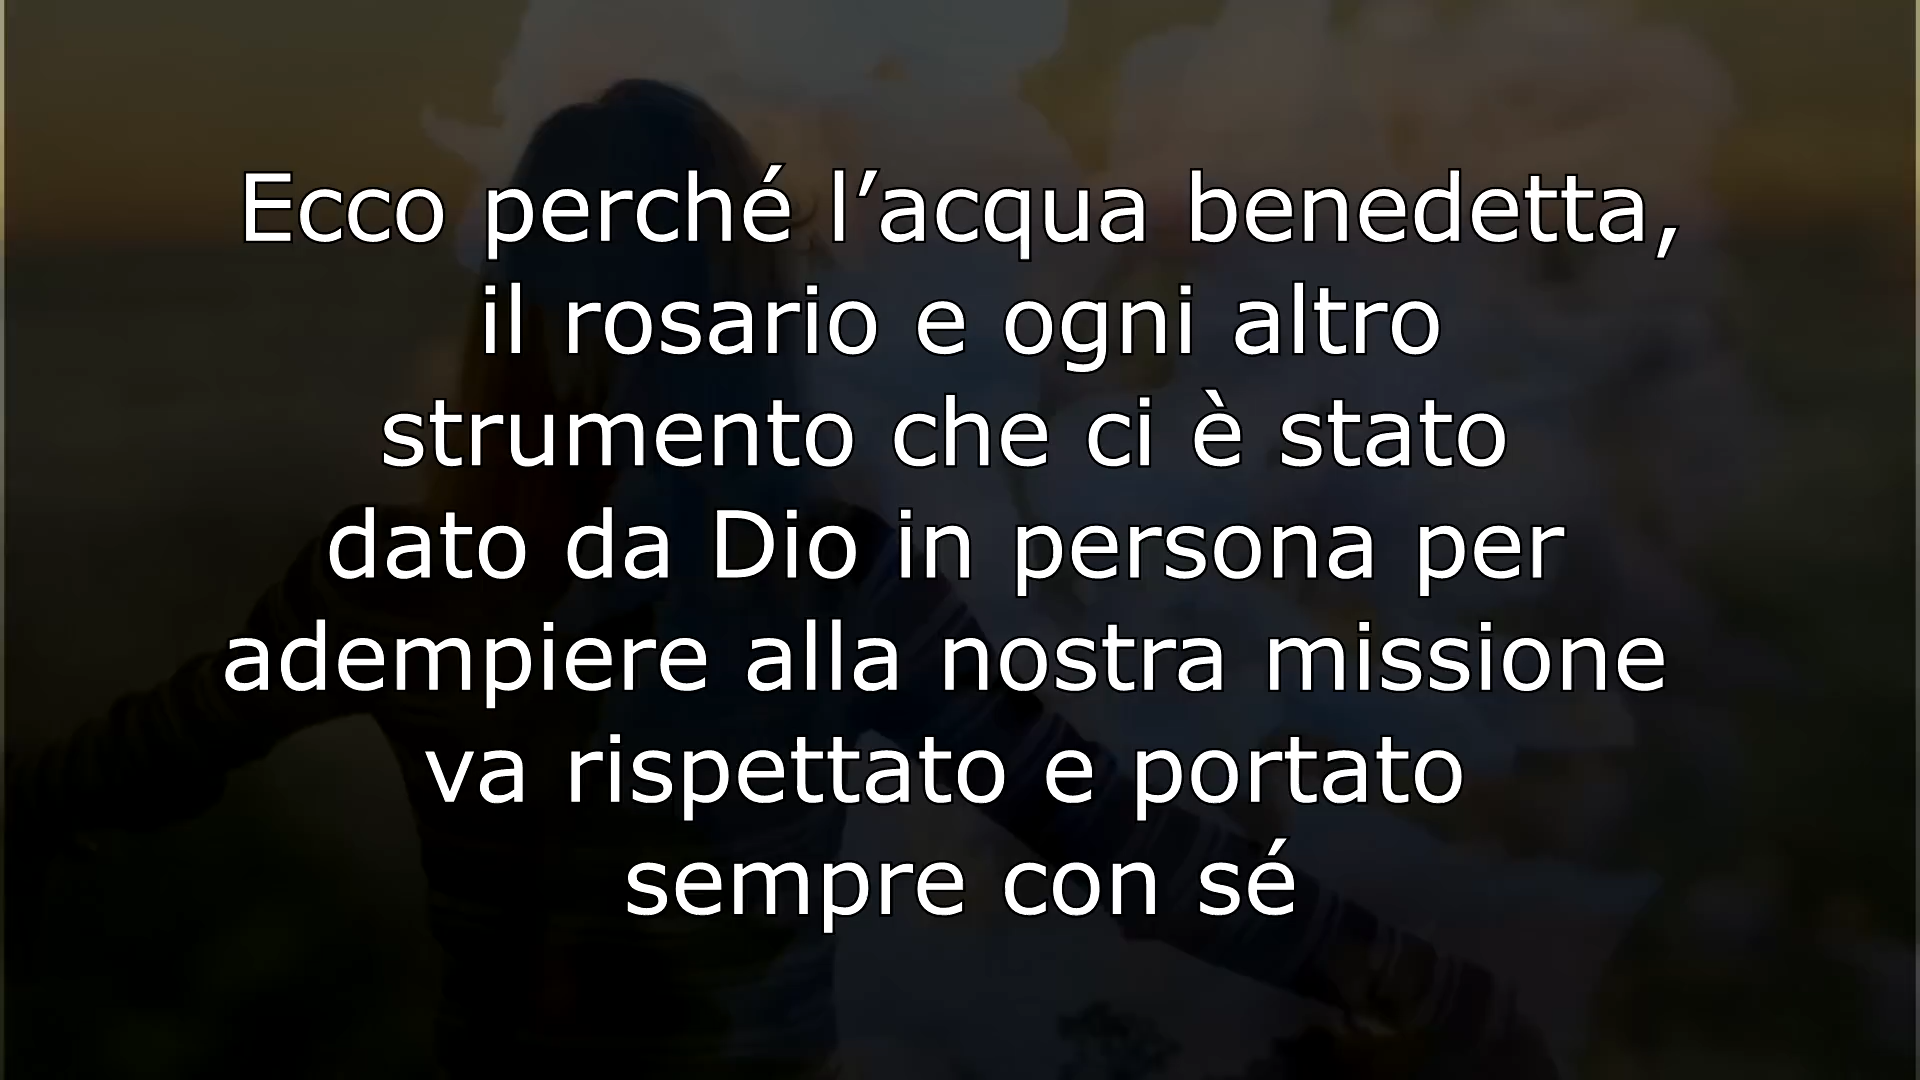 Ecco perché l’acqua benedetta,
il rosario e ogni altro
strumento che ci è stato
dato da Dio in persona per
adempiere alla nostra missione
va rispettato e portato
sempre con sé